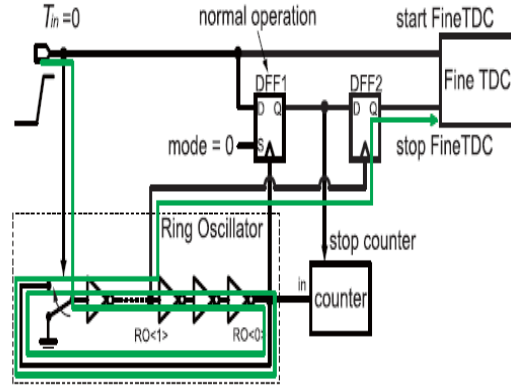 T_in =0
normal operation
start FineTDC
DFF1
DFF2
Fine TDC
D Q
D Q
mode = 0
S
stop FineTDC
Ring Oscillator
stop counter
in
counter
RO<1>
RO<0>